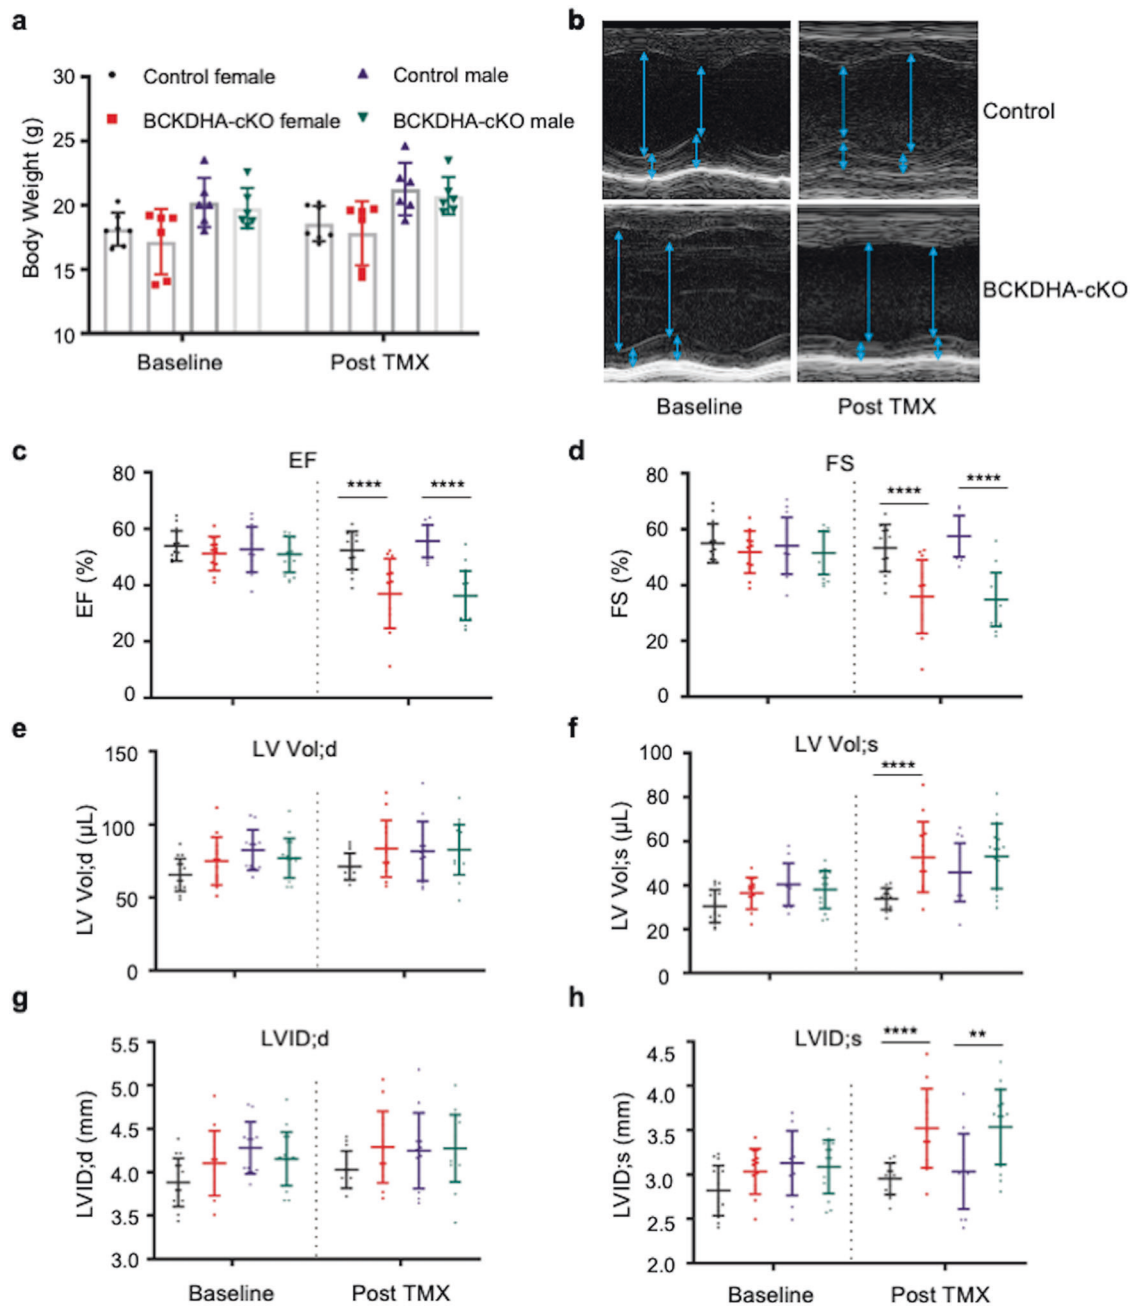 a
Body Weight (g)
30
25
20
15
10
Control female
Control male
BCKDHA-cKO female
BCKDHA-cKO male
Baseline
Post TMX
b
Control
BCKDHA-cKO
Baseline
Post TMX
c
EF
EF (%)
80
60
40
20
0
****
****
d
FS
FS (%)
80
60
40
20
0
****
****
e
LV Vol;d
LV Vol;d (µL)
150
100
50
0
f
LV Vol;s
LV Vol;s (µL)
100
80
60
40
20
0
****
g
LVID;d
LVID;d (mm)
5.5
5.0
4.5
4.0
3.5
3.0
Baseline
Post TMX
h
LVID;s
LVID;s (mm)
4.5
4.0
3.5
3.0
2.5
2.0
****
**
Baseline
Post TMX